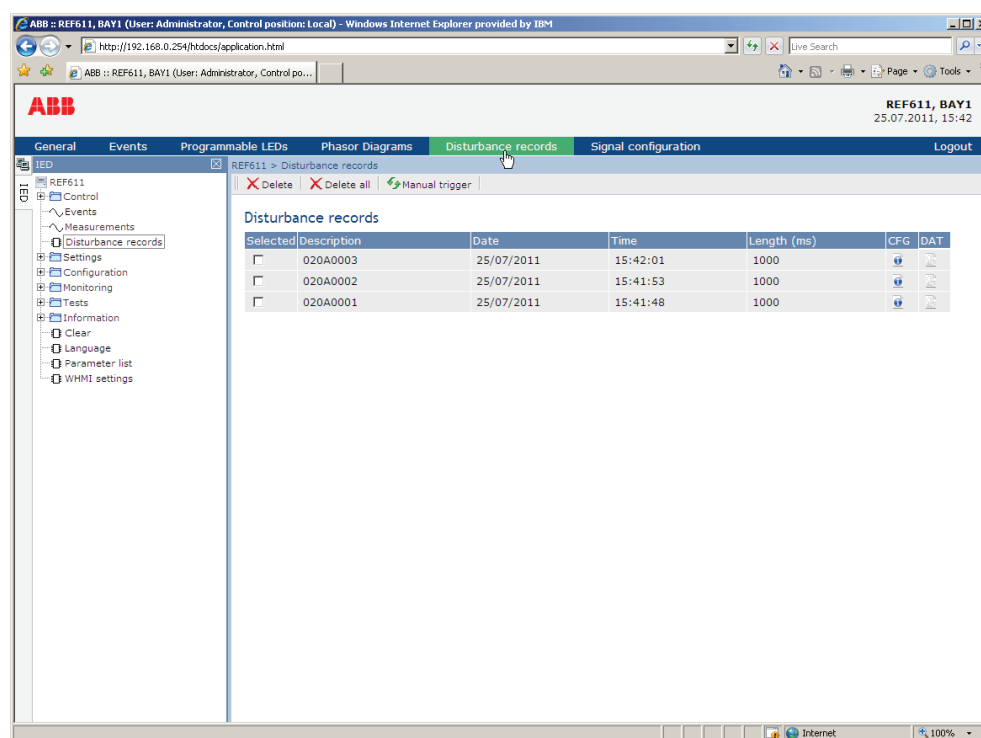 ABB :: REF611, BAY1 (User: Administrator, Control position: Local) - Windows Internet Explorer provided by IBM
http://192.168.0.254/htdocs/application.html
Live Search
ABB :: REF611, BAY1 (User: Administrator, Control po...
Page
Tools
ABB
REF611, BAY1
25.07.2011, 15:42
General Events Programmable LEDs Phasor Diagrams Disturbance records Signal configuration Logout
IED
IED
REF611 > Disturbance records
REF611
Control
Events
Measurements
Disturbance records
Settings
Configuration
Monitoring
Tests
Information
Clear
Language
Parameter list
WHMI settings
Delete Delete all Manual trigger
Disturbance records
Selected Description Date Time Length (ms) CFG DAT
020A0003 25/07/2011 15:42:01 1000
020A0002 25/07/2011 15:41:53 1000
020A0001 25/07/2011 15:41:48 1000
Internet
100%